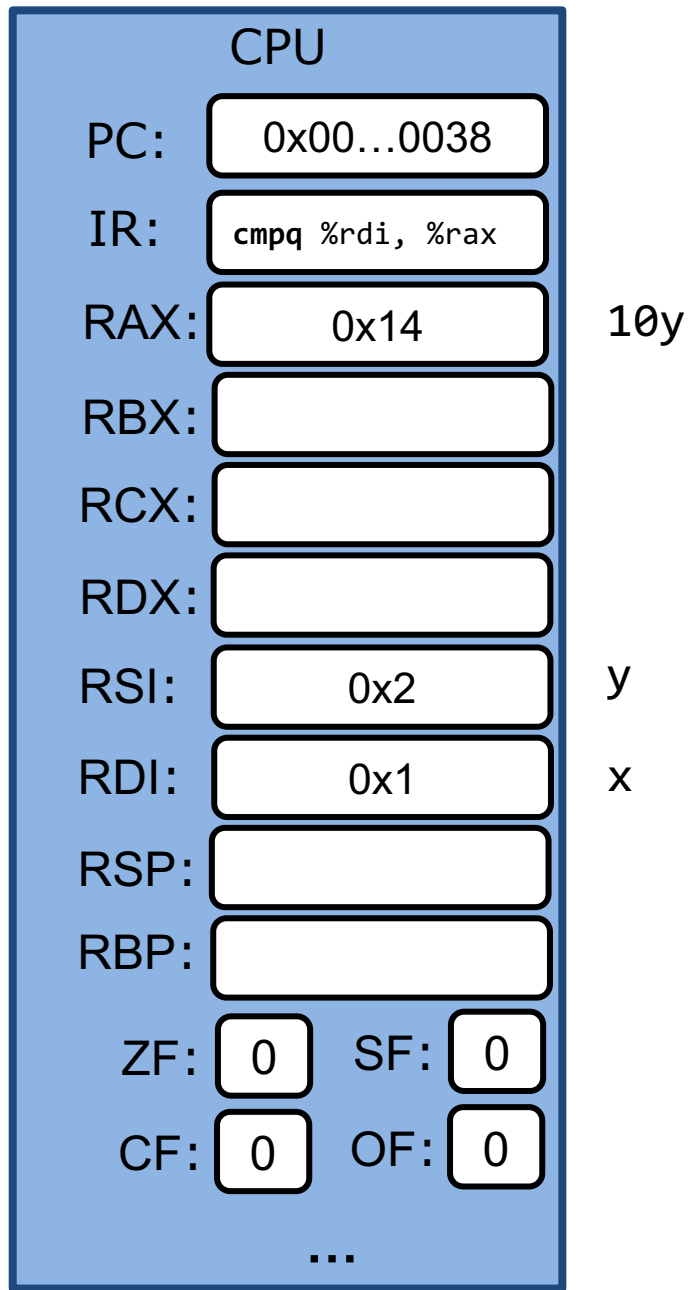 CPU
PC: 0x00…0038
IR: cmpq %rdi, %rax
RAX: 0x14 10y
RBX:
RCX:
RDX:
RSI: 0x2 y
RDI: 0x1 x
RSP:
RBP:
ZF: 0 SF: 0
CF: 0 OF: 0
…